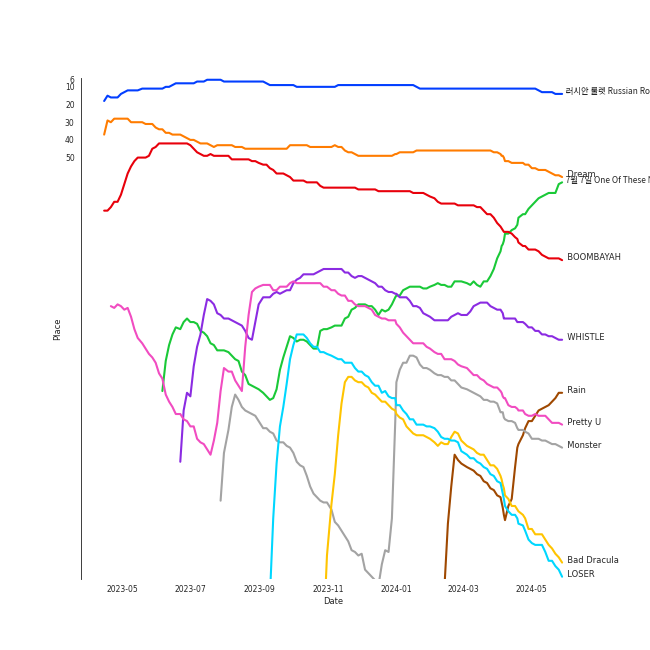 6
10
20
30
40
50
러시안 룰렛 Russian Ro
Dream
7월 7일 One Of These N
BOOMBAYAH
WHISTLE
Rain
Pretty U
Monster
Bad Dracula
LOSER
Place
2023-05 2023-07 2023-09 2023-11 2024-01 2024-03 2024-05
Date